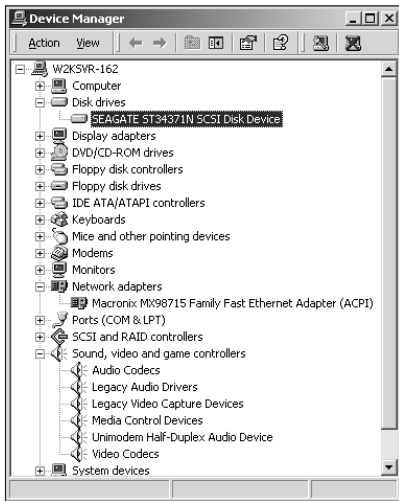 Device Manager
Action View
W2KSVR-162
Computer
Disk drives
SEAGATE ST34371N SCSI Disk Device
Display adapters
DVD/CD-ROM drives
Floppy disk controllers
Floppy disk drives
IDE ATA/ATAPI controllers
Keyboards
Mice and other pointing devices
Modems
Monitors
Network adapters
Macronix MX98715 Family Fast Ethernet Adapter (ACPI)
Ports (COM & LPT)
SCSI and RAID controllers
Sound, video and game controllers
Audio Codecs
Legacy Audio Drivers
Legacy Video Capture Devices
Media Control Devices
Unimodem Half-Duplex Audio Device
Video Codecs
System devices